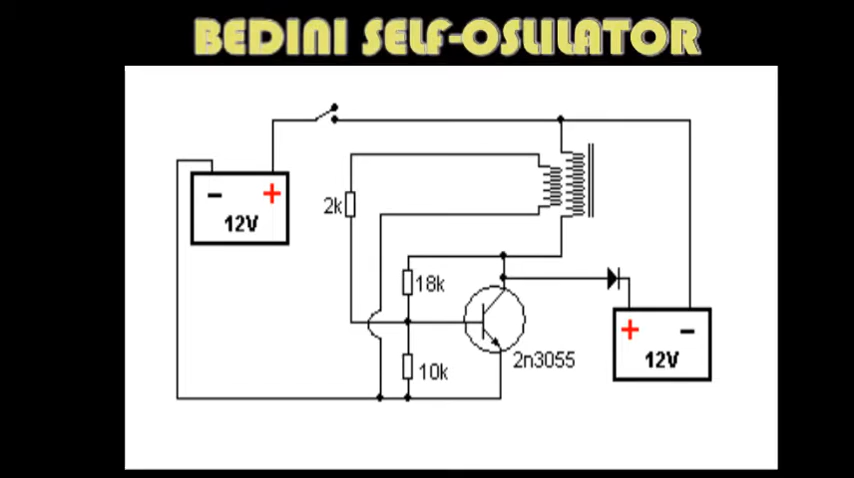 BEDINI SELF-OSLILATOR
- +
12V
2k
18k
10k
2n3055
+ -
12V